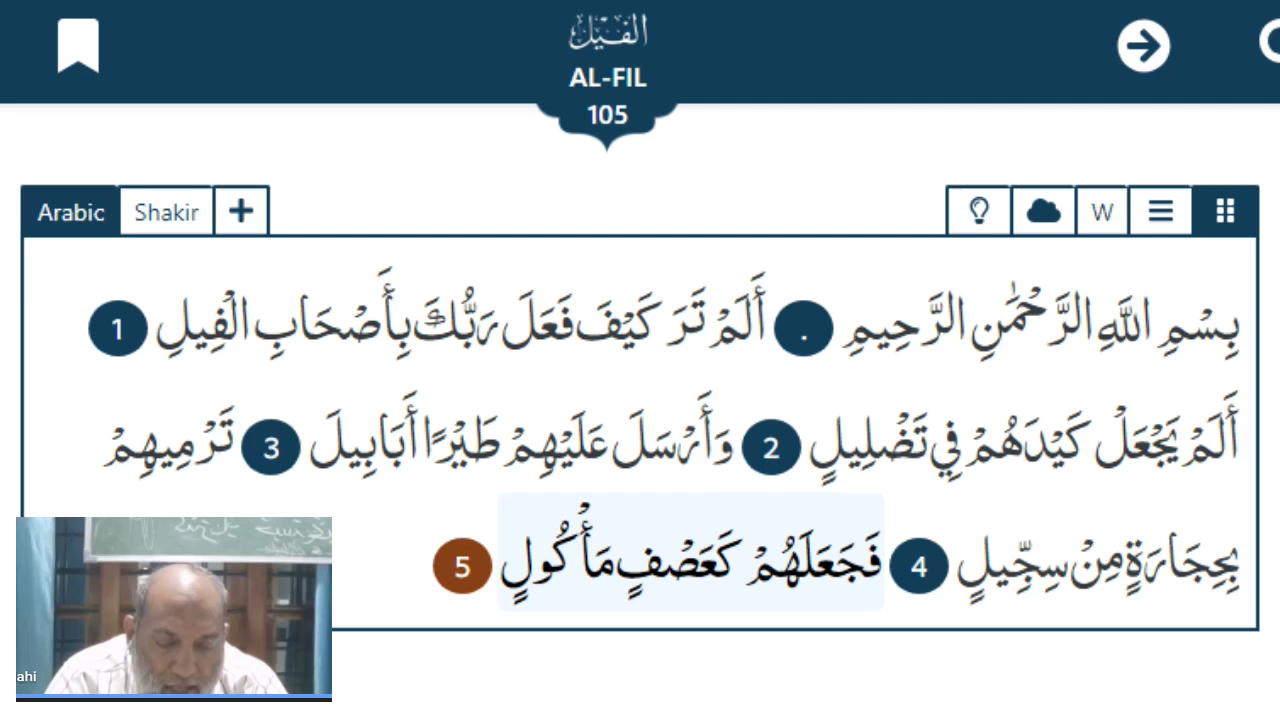 الفيل
AL-FIL
105
Arabic
Shakir
W
بِسْمِ اللَّهِ الرَّحْمَٰنِ الرَّحِيمِ . أَلَمْ تَرَ كَيْفَ فَعَلَ رَبُّكَ بِأَصْحَابِ الْفِيلِ 1
أَلَمْ يَجْعَلْ كَيْدَهُمْ فِي تَضْلِيلٍ 2 وَأَرْسَلَ عَلَيْهِمْ طَيْرًا أَبَابِيلَ 3 تَرْمِيهِمْ
بِحِجَارَةٍ مِنْ سِجِّيلٍ 4 فَجَعَلَهُمْ كَعَصْفٍ مَأْكُولٍ 5
ahi